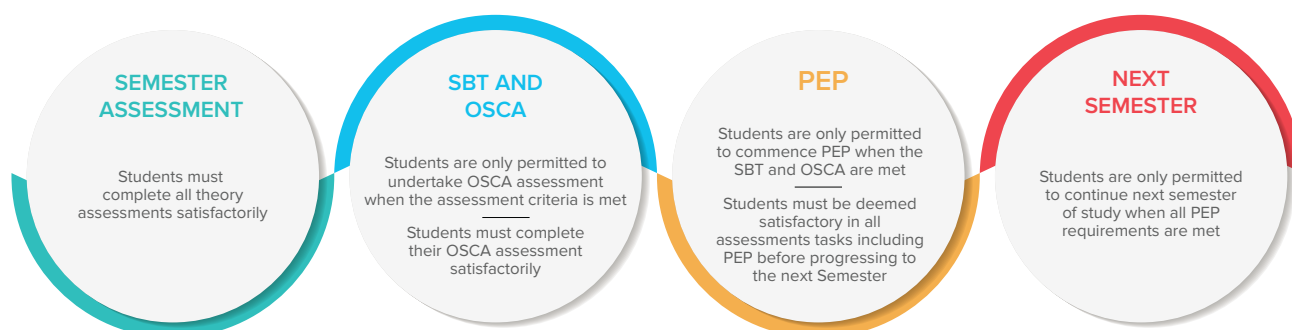 SEMESTER
ASSESSMENT
Students must
complete all theory
assessments satisfactorily
SBT AND
OSCA
Students are only permitted to
undertake OSCA assessment
when the assessment criteria is met
Students must complete
their OSCA assessment
satisfactorily
PEP
Students are only permitted
to commence PEP when the
SBT and OSCA are met
Students must be deemed
satisfactory in all
assessments tasks including
PEP before progressing to
the next Semester
NEXT
SEMESTER
Students are only permitted
to continue next semester
of study when all PEP
requirements are met